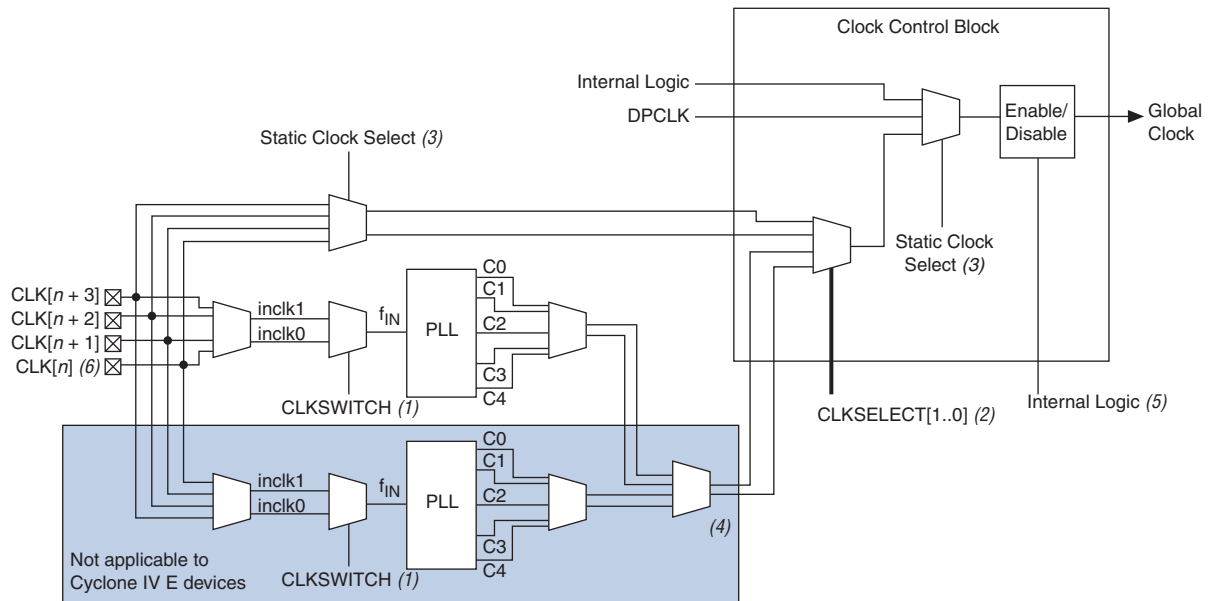 Clock Control Block
Internal Logic
DPCLK
Enable/
Disable
Global
Clock
Static Clock Select (3)
Static Clock
Select (3)
CLK[n + 3]
CLK[n + 2]
CLK[n + 1]
CLK[n] (6)
inclk1
inclk0
fIN
PLL
C0
C1
C2
C3
C4
CLKSWITCH (1)
CLKSELECT[1..0] (2)
Internal Logic (5)
inclk1
inclk0
fIN
PLL
C0
C1
C2
C3
C4
(4)
CLKSWITCH (1)
Not applicable to
Cyclone IV E devices